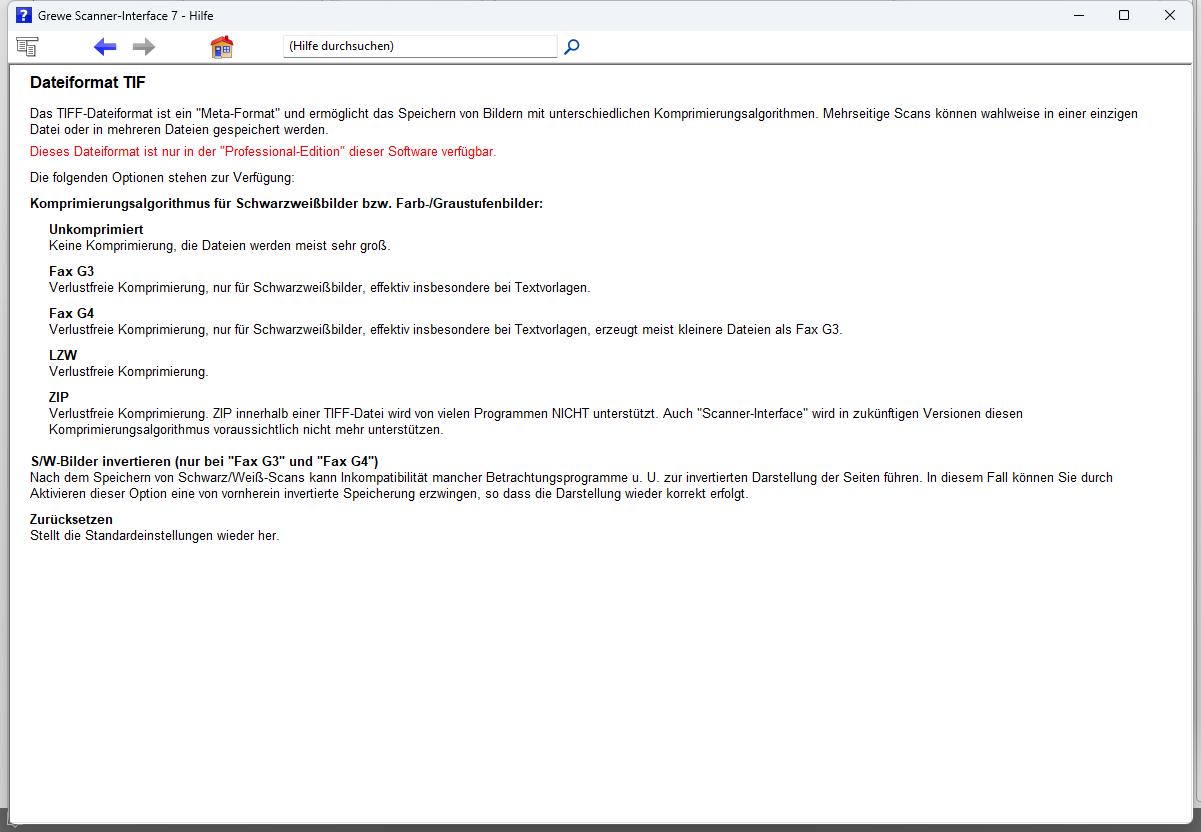 Grewe Scanner-Interface 7 - Hilfe
(Hilfe durchsuchen)
Dateiformat TIF
Das TIFF-Dateiformat ist ein "Meta-Format" und ermöglicht das Speichern von Bildern mit unterschiedlichen Komprimierungsalgorithmen. Mehrseitige Scans können wahlweise in einer einzigen
Datei oder in mehreren Dateien gespeichert werden.
Dieses Dateiformat ist nur in der "Professional-Edition" dieser Software verfügbar.
Die folgenden Optionen stehen zur Verfügung:
Komprimierungsalgorithmus für Schwarzweißbilder bzw. Farb-/Graustufenbilder:
Unkomprimiert
Keine Komprimierung, die Dateien werden meist sehr groß.
Fax G3
Verlustfreie Komprimierung, nur für Schwarzweißbilder, effektiv insbesondere bei Textvorlagen.
Fax G4
Verlustfreie Komprimierung, nur für Schwarzweißbilder, effektiv insbesondere bei Textvorlagen, erzeugt meist kleinere Dateien als Fax G3.
LZW
Verlustfreie Komprimierung.
ZIP
Verlustfreie Komprimierung. ZIP innerhalb einer TIFF-Datei wird von vielen Programmen NICHT unterstützt. Auch "Scanner-Interface" wird in zukünftigen Versionen diesen
Komprimierungsalgorithmus voraussichtlich nicht mehr unterstützen.
S/W-Bilder invertieren (nur bei "Fax G3" und "Fax G4")
Nach dem Speichern von Schwarz/Weiß-Scans kann Inkompatibilität mancher Betrachtungsprogramme u. U. zur invertierten Darstellung der Seiten führen. In diesem Fall können Sie durch
Aktivieren dieser Option eine von vornherein invertierte Speicherung erzwingen, so dass die Darstellung wieder korrekt erfolgt.
Zurücksetzen
Stellt die Standardeinstellungen wieder her.